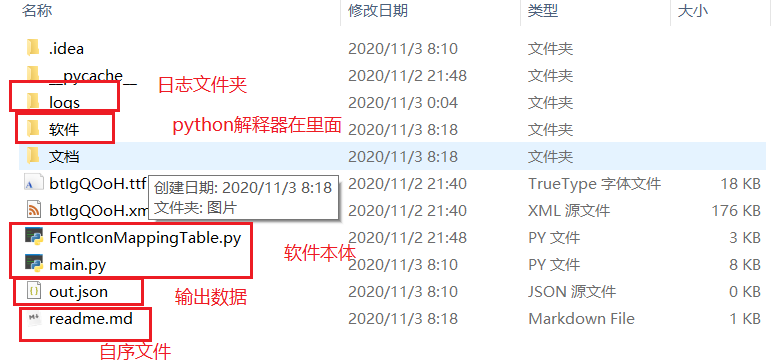 名称 修改日期 类型 大小
.idea 2020/11/3 8:10 文件夹
__pycache__ 2020/11/2 21:48 文件夹
日志文件夹
logs 2020/11/3 0:04 文件夹
软件 python解释器在里面 2020/11/3 8:18 文件夹
文档 2020/11/3 8:18 文件夹
btIgQOoH.ttf 2020/11/2 21:40 TrueType 字体文件 18 KB
创建日期: 2020/11/3 8:18
文件夹: 图片
btIgQOoH.xm 2020/11/2 21:40 XML 源文件 176 KB
FontIconMappingTable.py 2020/11/2 21:48 PY 文件 3 KB
软件本体
main.py 2020/11/3 8:10 PY 文件 8 KB
out.json 输出数据 2020/11/3 8:10 JSON 源文件 0 KB
readme.md 2020/11/3 8:18 Markdown File 1 KB
自序文件